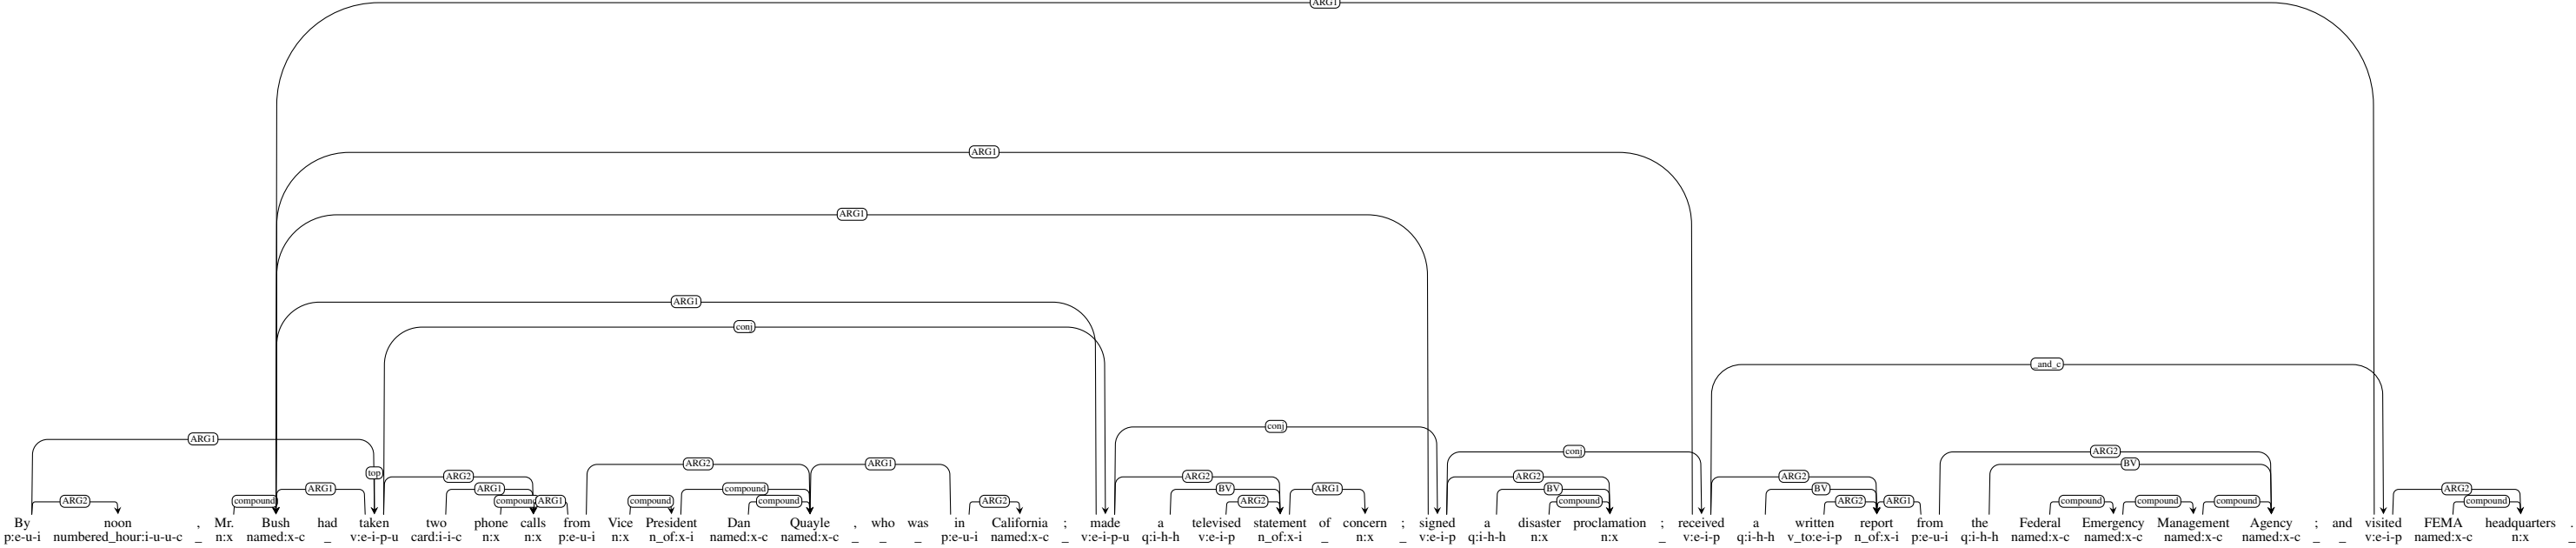 ARG1
ARG1
ARG1
ARG1
conj
_and_c
conj
ARG1 conj ARG2
ARG2 ARG1 BV
top ARG2 ARG2 ARG2 ARG2
ARG1 ARG1 compound BV ARG1 BV BV ARG2
ARG2 compound compound ARG1 compound compound ARG2 ARG2 compound ARG2 ARG1 compound compound compound compound
By noon , Mr. Bush had taken two phone calls from Vice President Dan Quayle , who was in California ; made a televised statement of concern ; signed a disaster proclamation ; received a written report from the Federal Emergency Management Agency ; and visited FEMA headquarters .
p:e-u-i numbered_hour:i-u-u-c _ n:x named:x-c _ v:e-i-p-u card:i-i-c n:x n:x p:e-u-i n:x n_of:x-i named:x-c named:x-c _ _ _ p:e-u-i named:x-c _ v:e-i-p-u q:i-h-h v:e-i-p n_of:x-i _ n:x _ v:e-i-p q:i-h-h n:x n:x _ v:e-i-p q:i-h-h v_to:e-i-p n_of:x-i p:e-u-i q:i-h-h named:x-c named:x-c named:x-c named:x-c _ _ v:e-i-p named:x-c n:x _